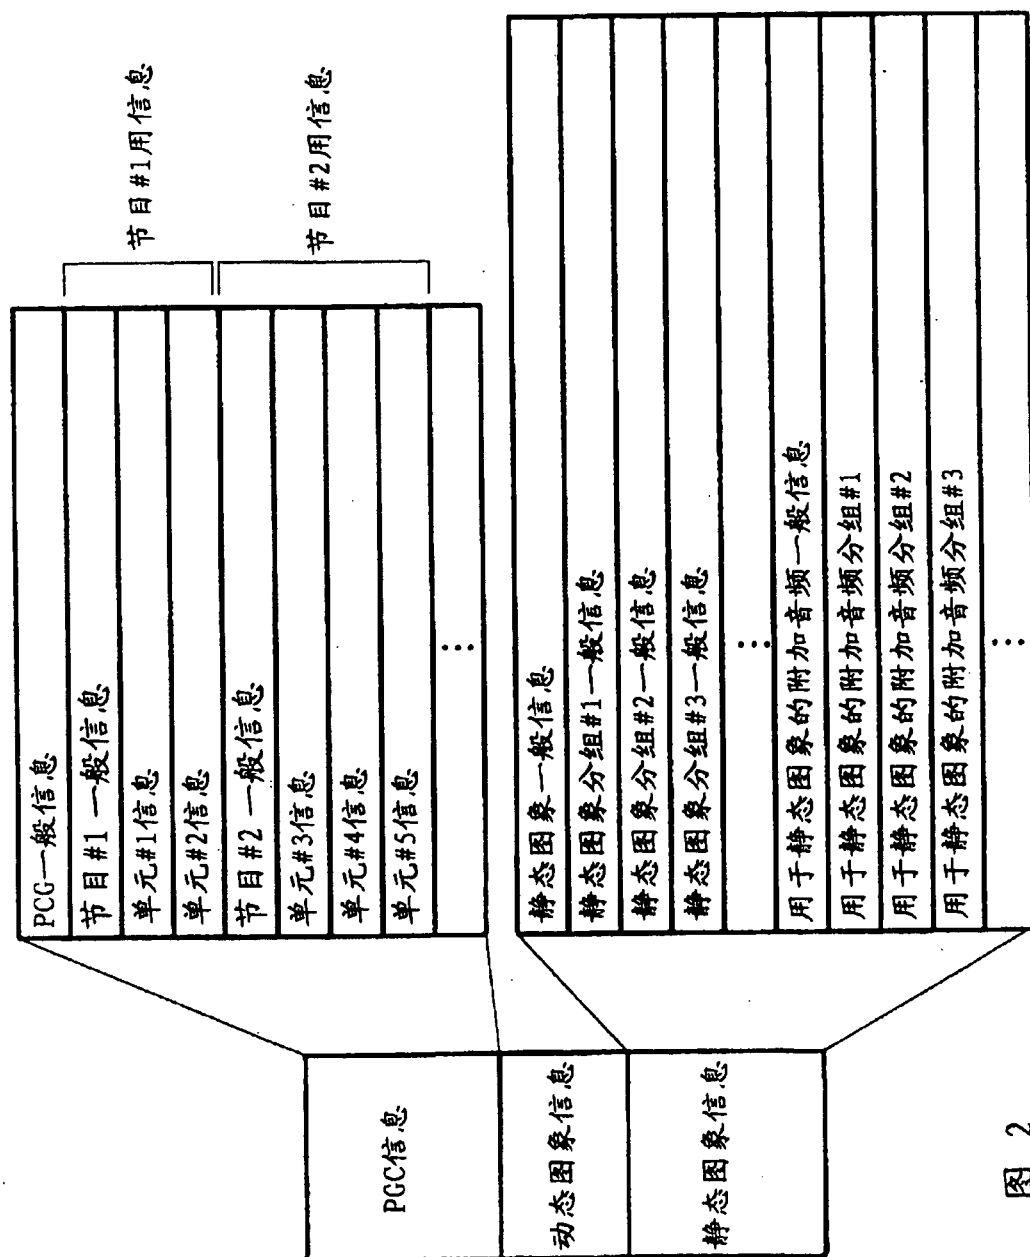 PGC信息
动态图象信息
静态图象信息
PCG一般信息
节目#1一般信息
单元#1信息
单元#2信息
节目#2一般信息
单元#3信息
单元#4信息
单元#5信息
⋮
节目#1用信息
节目#2用信息
静态图象一般信息
静态图象分组#1一般信息
静态图象分组#2一般信息
静态图象分组#3一般信息
⋮
用于静态图象的附加音频一般信息
用于静态图象的附加音频分组#1
用于静态图象的附加音频分组#2
用于静态图象的附加音频分组#3
⋮
图 2